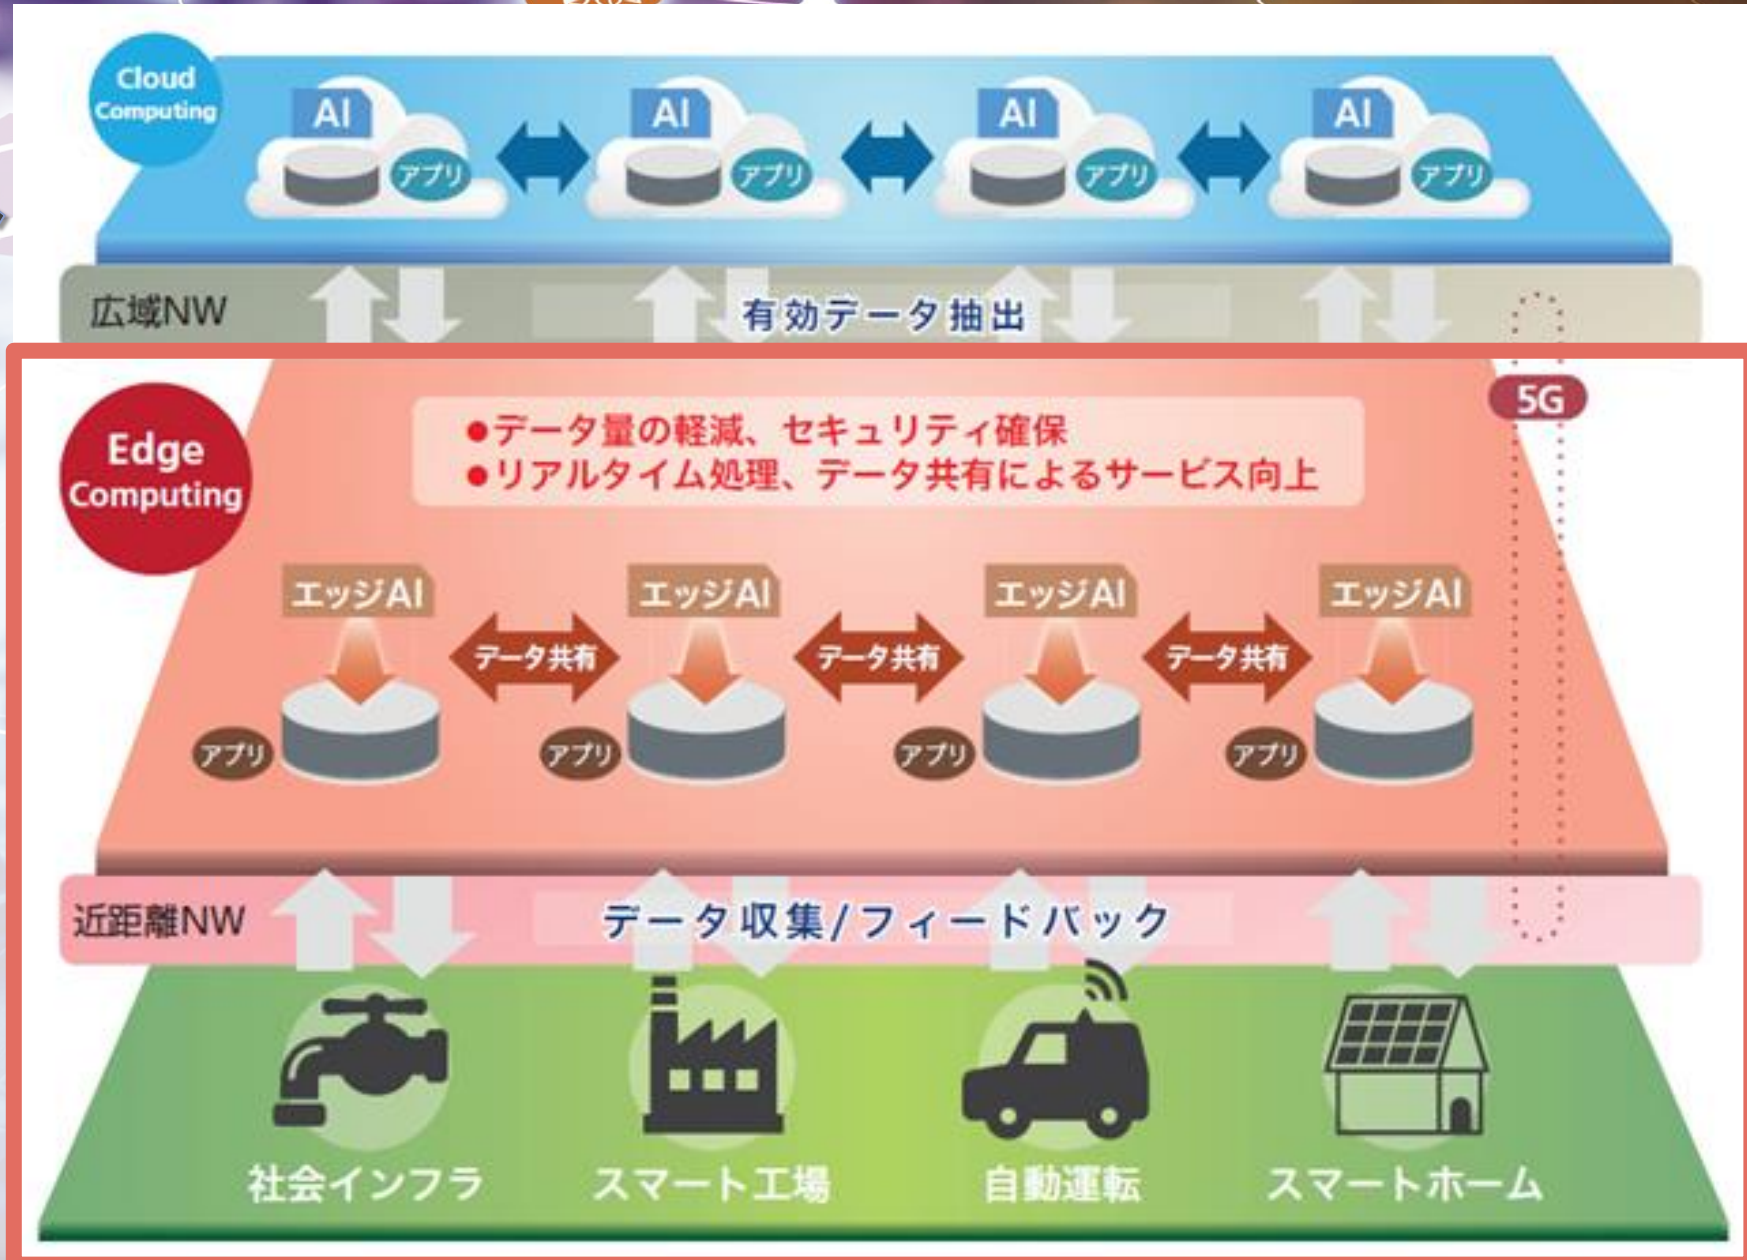 Cloud
Computing
AI
アプリ
AI
アプリ
AI
アプリ
AI
アプリ
広域NW
有効データ抽出
5G
Edge
Computing
●データ量の軽減、セキュリティ確保
●リアルタイム処理、データ共有によるサービス向上
エッジAI
エッジAI
エッジAI
エッジAI
データ共有
データ共有
データ共有
アプリ
アプリ
アプリ
アプリ
近距離NW
データ収集/フィードバック
社会インフラ
スマート工場
自動運転
スマートホーム